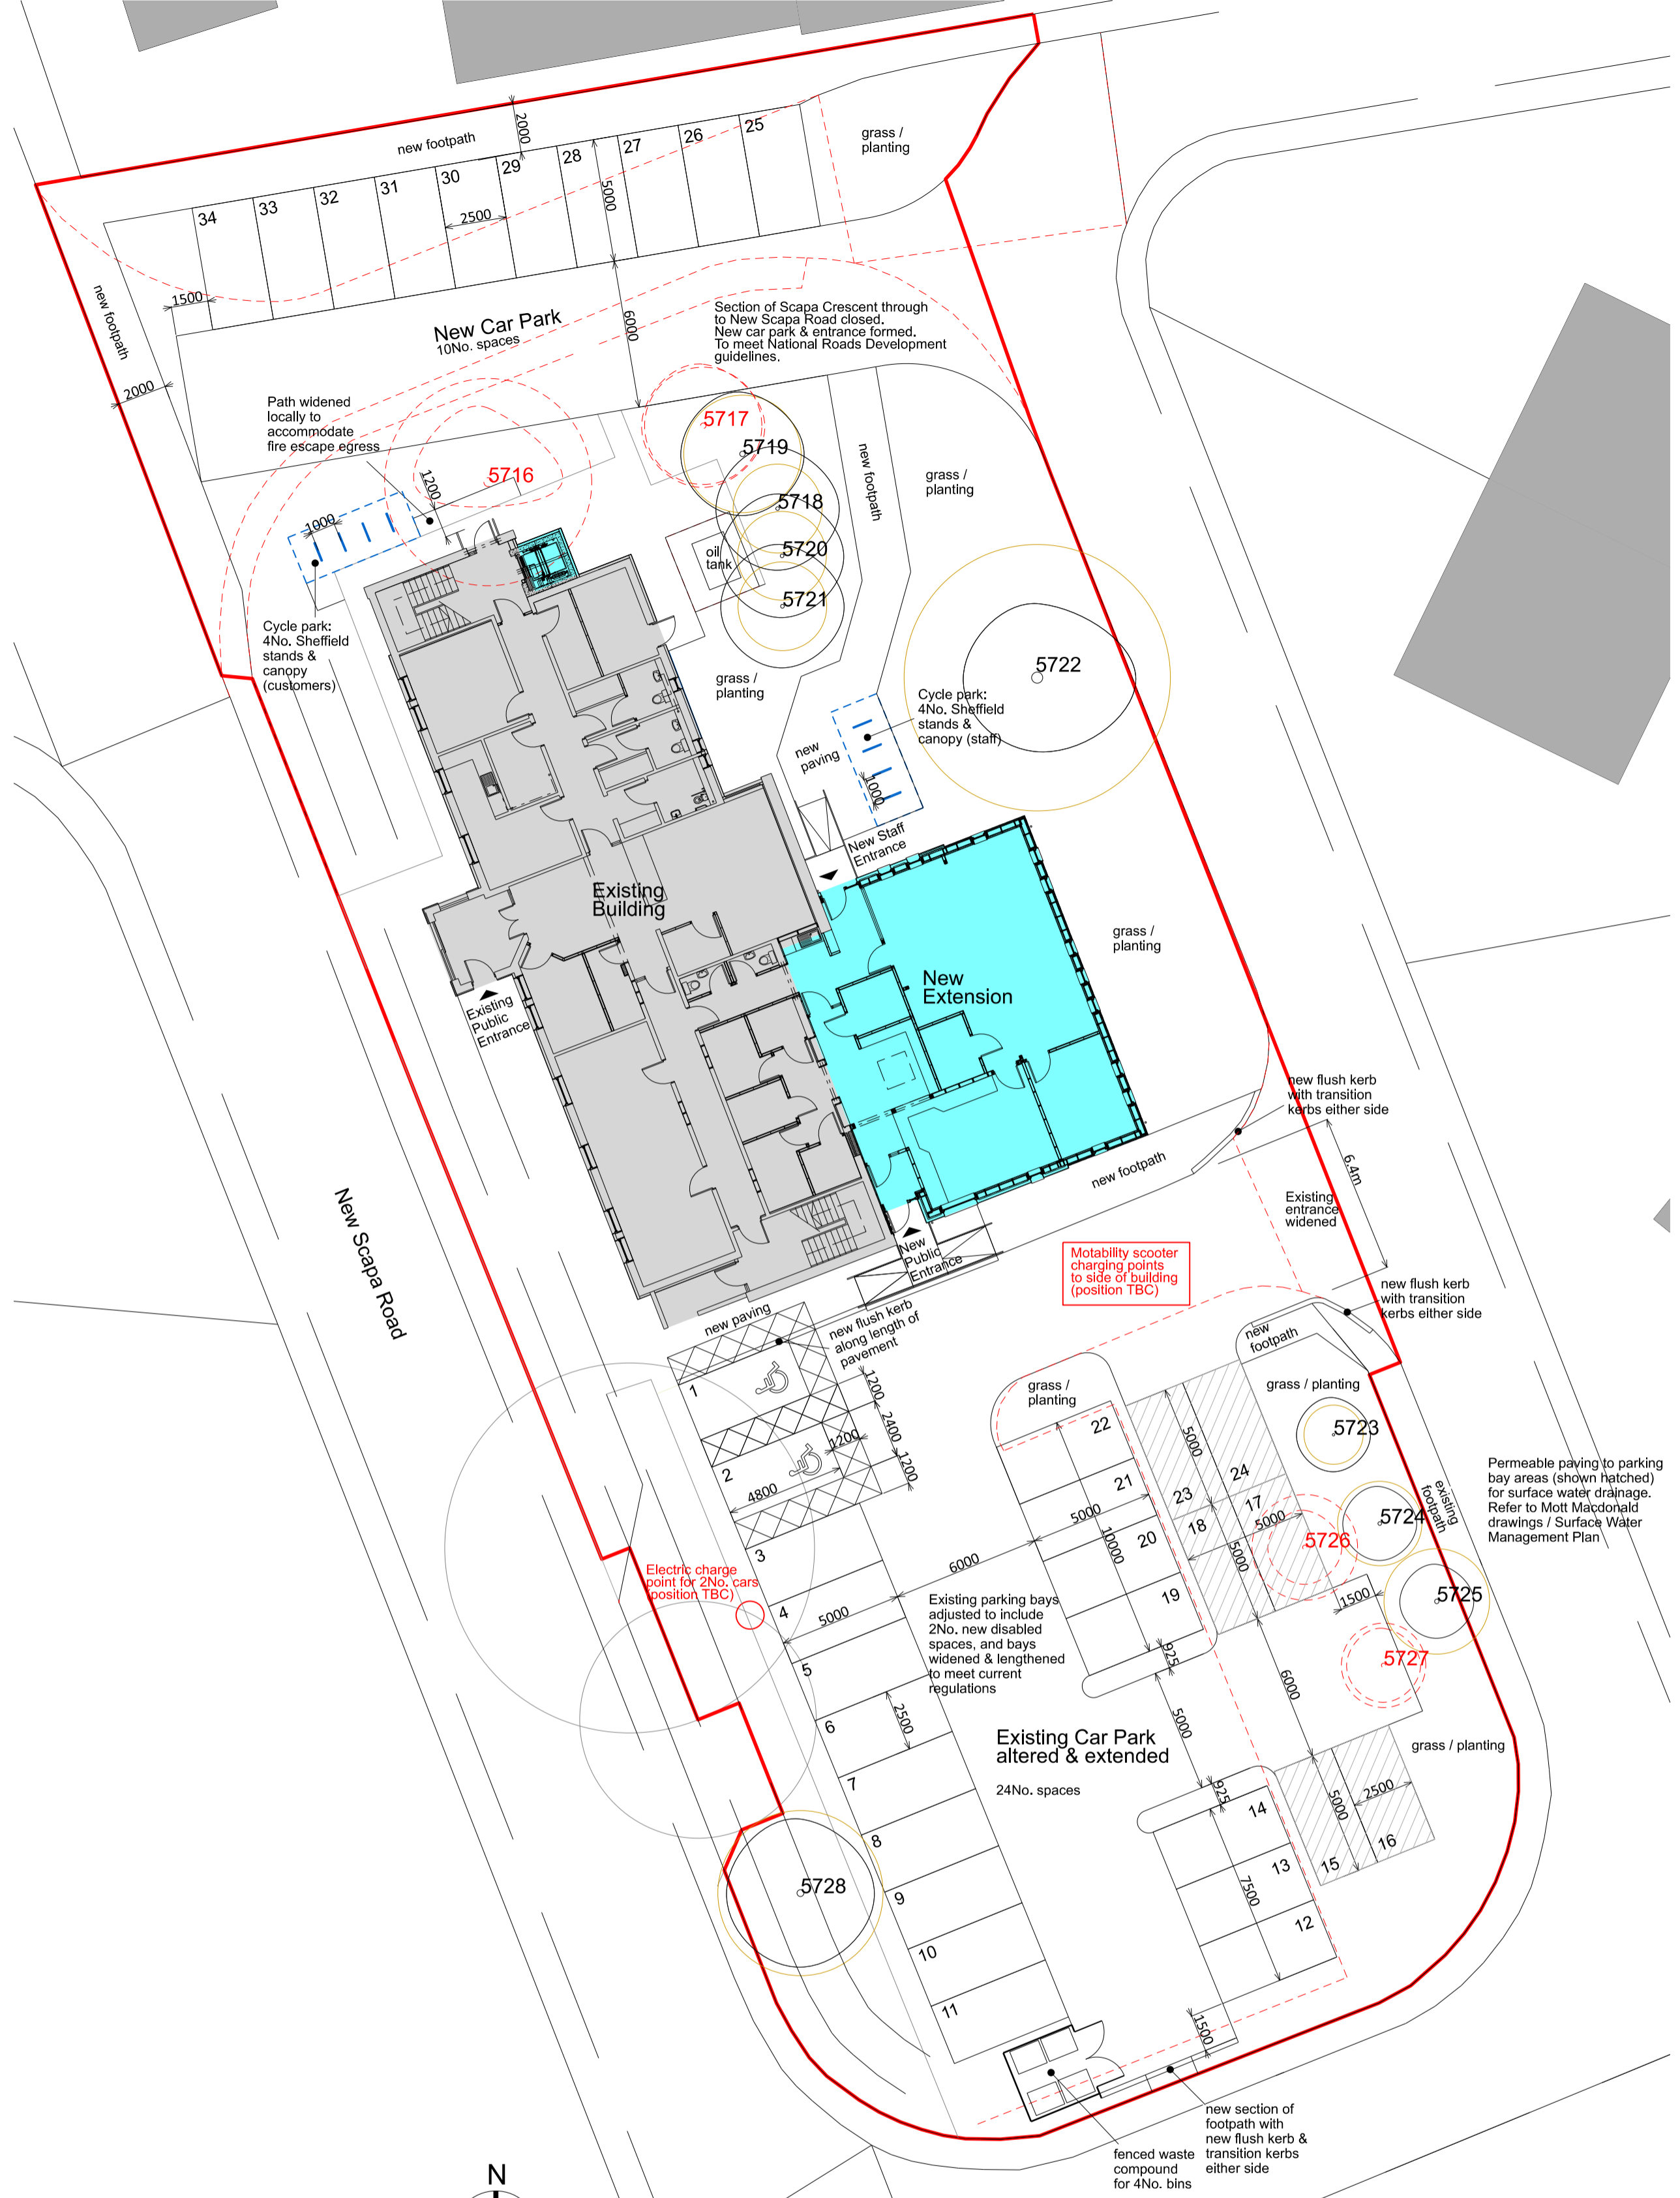 2000
new footpath
25
26
27
28
29
30
31
32
33
34
grass /
planting
5000
2500
1500
new footpath
2000
New Car Park
10No. spaces
6000
Section of Scapa Crescent through
to New Scapa Road closed.
New car park & entrance formed.
To meet National Roads Development
guidelines.
Path widened
locally to
accommodate
fire escape egress
5717
5719
5716
1200
5718
new footpath
grass /
planting
1000
oil
tank
5720
5721
Cycle park:
4No. Sheffield
stands &
canopy
(customers)
grass /
planting
5722
Cycle park:
4No. Sheffield
stands &
canopy (staff)
new
paving
1000
New Staff
Entrance
Existing
Building
grass /
planting
New
Extension
Existing
Public
Entrance
new flush kerb
with transition
kerbs either side
new footpath
6.4m
Existing
entrance
widened
New Scapa Road
New
Public
Entrance
Motability scooter
charging points
to side of building
(position TBC)
new flush kerb
with transition
kerbs either side
new paving
new flush kerb
along length of
pavement
new
footpath
1
1200
2400
1200
1200
2
4800
3
grass /
planting
grass / planting
22
21
20
19
5000
10000
5000
23
24
17
18
5000
5000
5723
5724
5726
5725
1500
5727
existing
footpath
Permeable paving to parking
bay areas (shown hatched)
for surface water drainage.
Refer to Mott Macdonald
drawings / Surface Water
Management Plan
Electric charge
point for 2No. cars
(position TBC)
4
5000
6000
5
Existing parking bays
adjusted to include
2No. new disabled
spaces, and bays
widened & lengthened
to meet current
regulations
925
6000
6
2500
5000
7
Existing Car Park
altered & extended
24No. spaces
grass / planting
925
5000
2500
14
13
12
7500
15
16
8
9
10
11
5728
1500
new section of
footpath with
new flush kerb &
transition kerbs
either side
fenced waste
compound
for 4No. bins
N